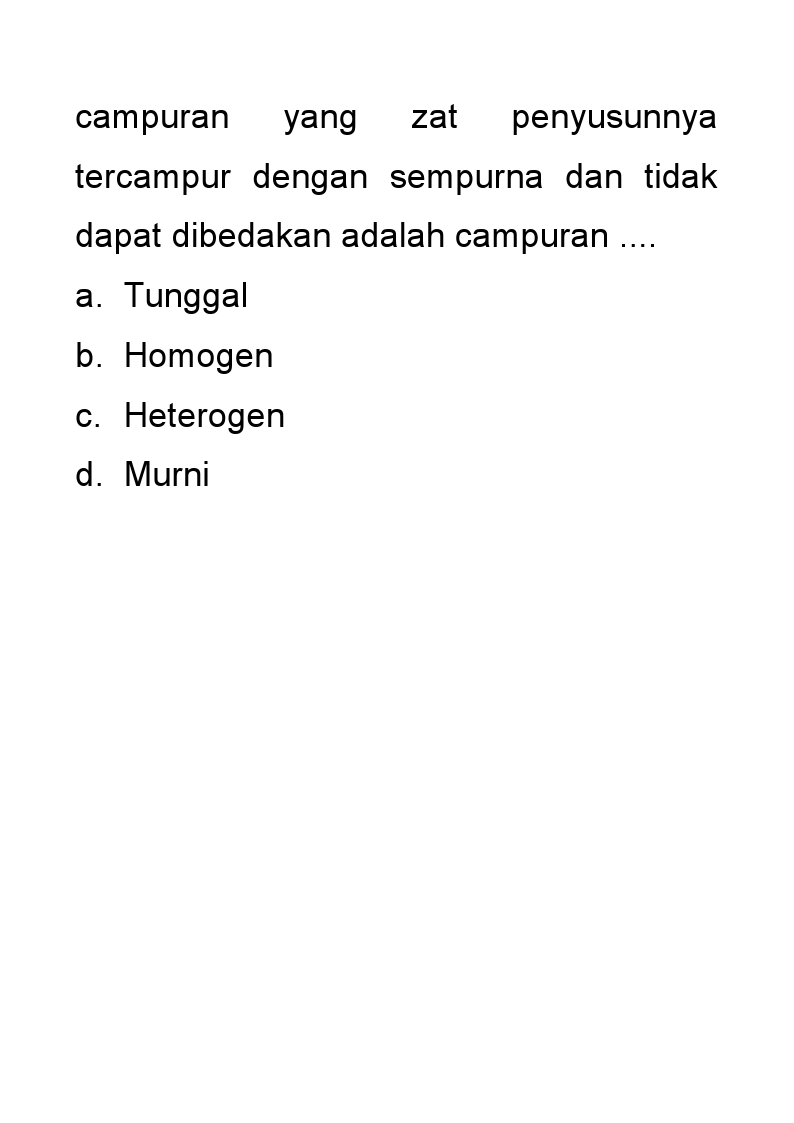 campuran yang zat penyusunnya
tercampur dengan sempurna dan tidak
dapat dibedakan adalah campuran ....
a. Tunggal
b. Homogen
c. Heterogen
d. Murni